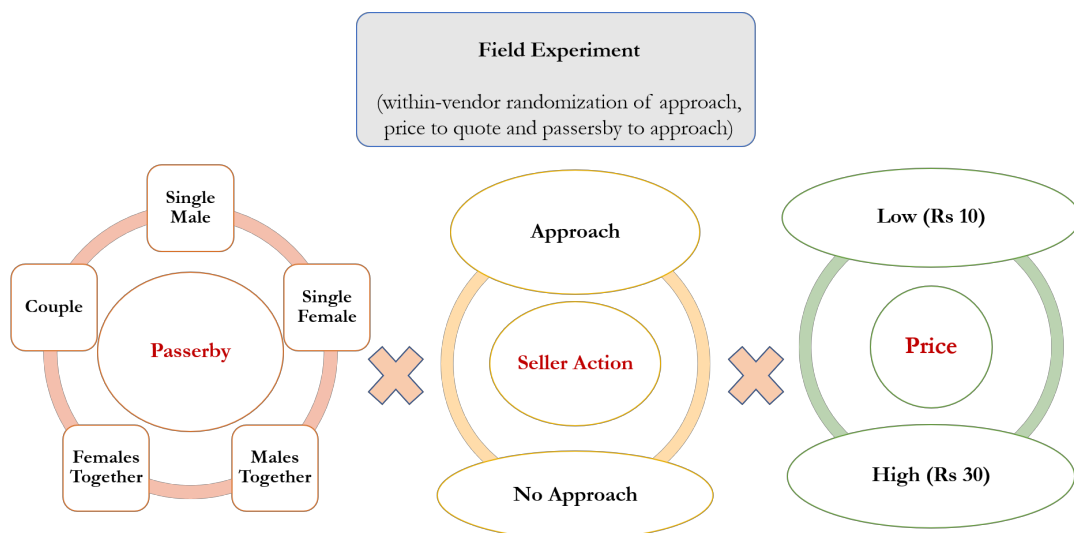 Field Experiment
(within-vendor randomization of approach,
price to quote and passersby to approach)
Single
Male
Couple
Single
Female
Passerby
Females
Together
Males
Together
Approach
Seller Action
No Approach
Low (Rs 10)
Price
High (Rs 30)